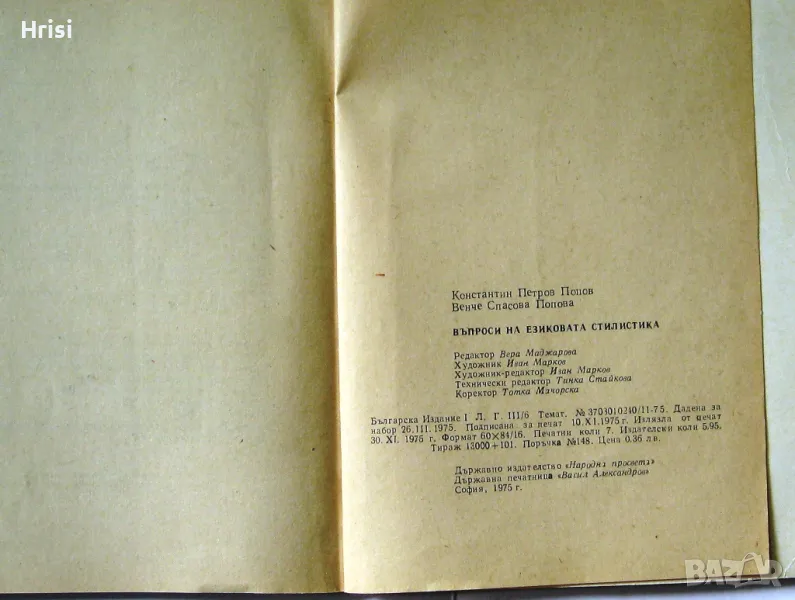 Hrisi
Константин Петров Попов
Венче Спасова Попова
ВЪПРОСИ НА ЕЗИКОВАТА СТИЛИСТИКА
Редактор Вера Маджарова
Художник Иван Марков
Художник-редактор Иван Марков
Технически редактор Тинка Стайкова
Коректор Тотка Мачорска
Българска Издание I Л. Г. III/6 Темат. № 3703010240/11-75. Дадена за
набор 26.III.1975. Подписана за печат 10.XI.1975 г. Излязла от печат
30. XI. 1975 г. Формат 60×84/16. Печатни коли 7. Издателски коли 5.95.
Тираж 13000+101. Поръчка №148. Цена 0.36 лв.
Държавно издателство «Народна просвета»
Държавна печатница «Васил Александров»
София, 1975 г.
BAZAR